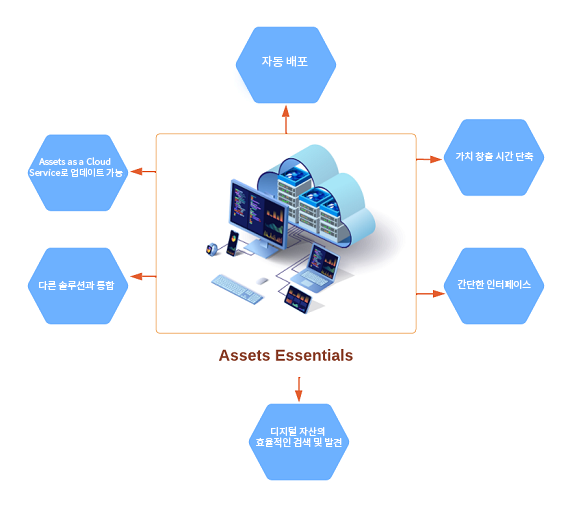 자동 배포
Assets as a Cloud
Service로 업데이트 가능
가치 창출 시간 단축
다른 솔루션과 통합
간단한 인터페이스
Assets Essentials
디지털 자산의
효율적인 검색 및 발견